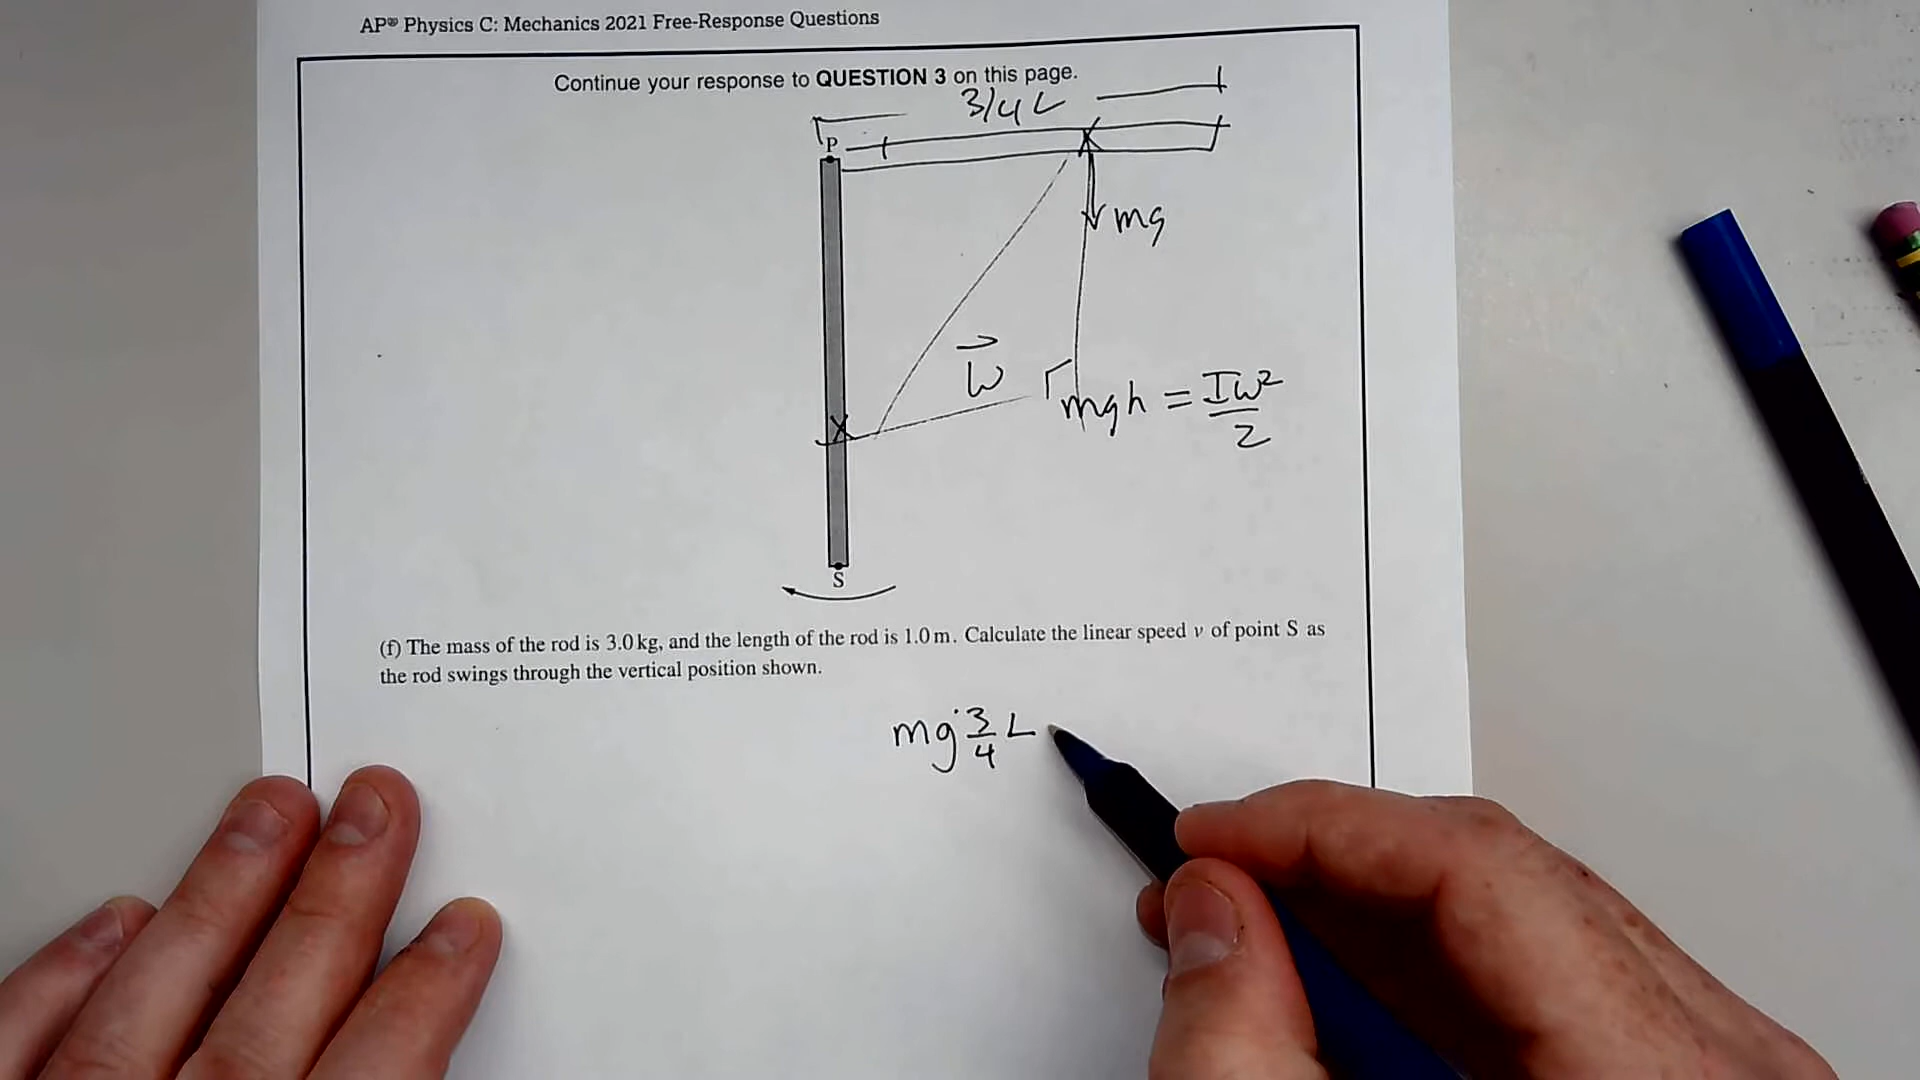 AP® Physics C: Mechanics 2021 Free-Response Questions
Continue your response to QUESTION 3 on this page.
3/4 L
P
mg
ω
mgh = Iω²/2
S
(f) The mass of the rod is 3.0 kg, and the length of the rod is 1.0 m. Calculate the linear speed v of point S as
the rod swings through the vertical position shown.
mg 3/4 L